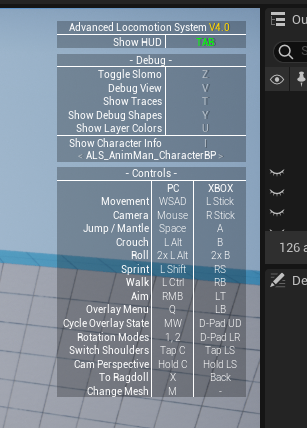 Advanced Locomotion System V4.0
Show HUD TAB
- Debug -
Toggle Slomo Z
Debug View V
Show Traces T
Show Debug Shapes Y
Show Layer Colors U
Show Character Info I
< ALS_AnimMan_CharacterBP >
- Controls -
PC XBOX
Movement WSAD L Stick
Camera Mouse R Stick
Jump / Mantle Space A
Crouch L Alt B
Roll 2x L Alt 2x B
Sprint L Shift RS
Walk L Ctrl RB
Aim RMB LT
Overlay Menu Q LB
Cycle Overlay State MW D-Pad UD
Rotation Modes 1, 2 D-Pad LR
Switch Shoulders Tap C Tap LS
Cam Perspective Hold C Hold LS
To Ragdoll X Back
Change Mesh M -
Ou
S
126 a
De